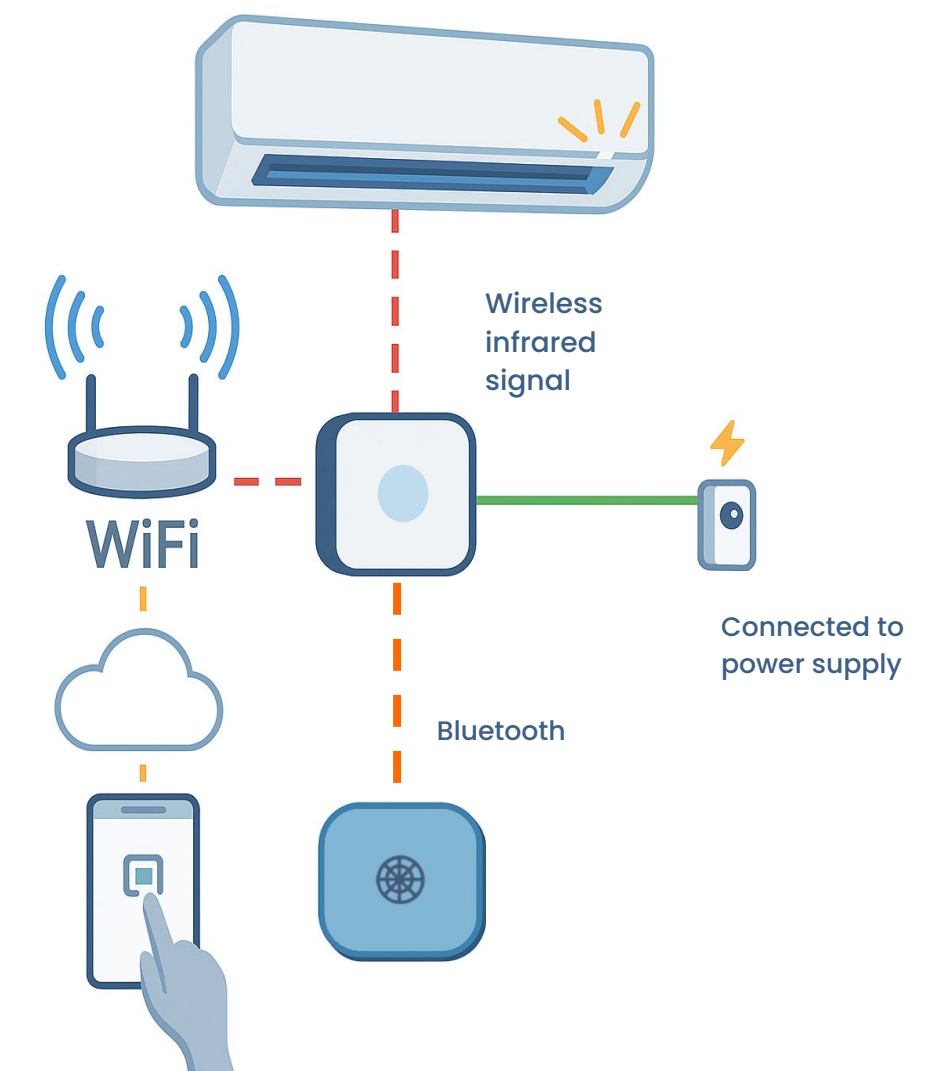 Wireless
infrared
signal
WiFi
Connected to
power supply
Bluetooth